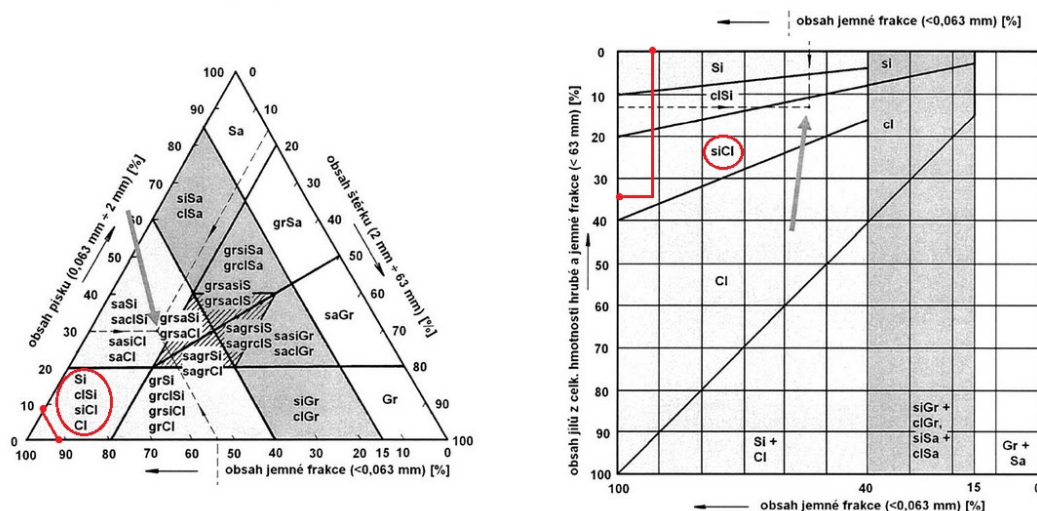 obsah jemné frakce (<0,063 mm) [%]
100
0
90
10
80
Sa
20
70
30
siSa
clSa
60
grSa
40
grsiSa
grclSa
50
50
grsasiS
grsaclS
40
60
saSi
saclSi
grsaSi
grsaCl
sagrsiS
sagrclS
saGr
30
70
sasiCl
saCl
sasiGr
saclGr
sagrSi
sagrCl
20
80
Si
clSi
siCl
Cl
grSi
grclSi
grsiCl
grCl
siGr
clGr
Gr
10
90
0
100
100
90
80
70
60
50
40
30
20
15
10
0
obsah jemné frakce (<0,063 mm) [%]
obsah písku (0,063 mm ÷ 2 mm) [%]
obsah štěrku (2 mm ÷ 63 mm) [%]
0
10
20
30
40
50
60
70
80
90
100
Si
si
clSi
cl
siCl
Cl
Si +
Cl
siGr +
clGr,
siSa +
clSa
Gr +
Sa
100
40
15
0
obsah jemné frakce (<0,063 mm) [%]
obsah jílů z celk. hmotnosti hrubé a jemné frakce (< 63 mm) [%]